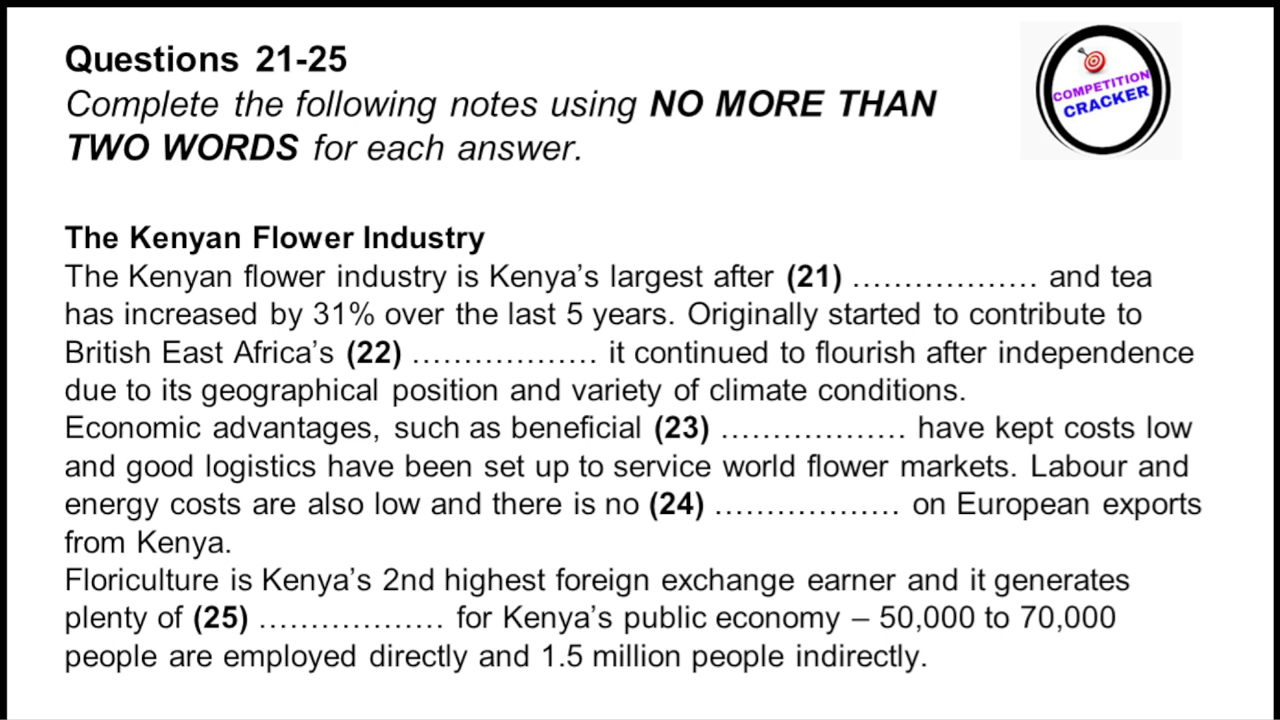 Questions 21-25
Complete the following notes using NO MORE THAN
TWO WORDS for each answer.
COMPETITION
CRACKER
The Kenyan Flower Industry
The Kenyan flower industry is Kenya’s largest after (21) ……………… and tea
has increased by 31% over the last 5 years. Originally started to contribute to
British East Africa’s (22) ……………… it continued to flourish after independence
due to its geographical position and variety of climate conditions.
Economic advantages, such as beneficial (23) ……………… have kept costs low
and good logistics have been set up to service world flower markets. Labour and
energy costs are also low and there is no (24) ……………… on European exports
from Kenya.
Floriculture is Kenya’s 2nd highest foreign exchange earner and it generates
plenty of (25) ……………… for Kenya’s public economy – 50,000 to 70,000
people are employed directly and 1.5 million people indirectly.